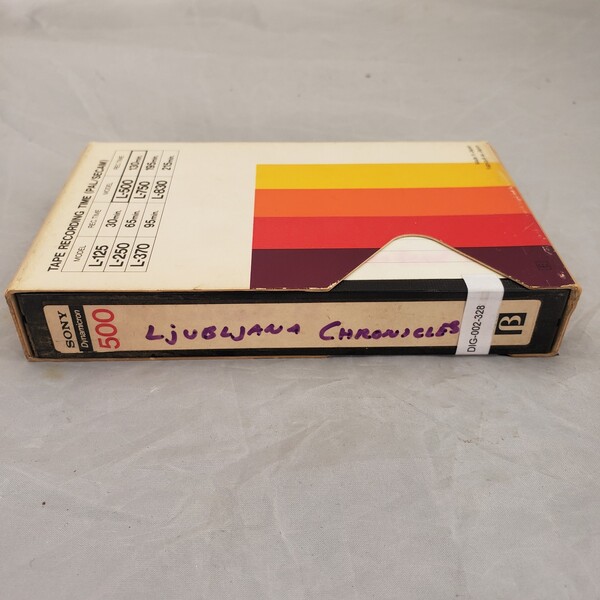 TAPE RECORDING TIME (PAL/SECAM)
MODEL REC TIME MODEL REC TIME
L-125 30min. L-500 130min.
L-250 65min. L-750 195min.
L-370 95min. L-830 215min.
SONY
Dynamicron
500
LJUBLJANA CHRONICLES
DIG-002-328
β